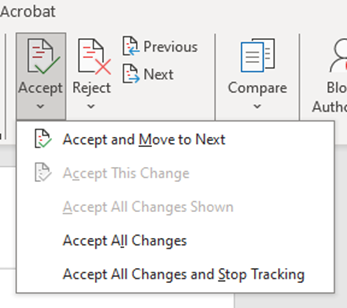 Acrobat
Previous
Next
Accept
Reject
Compare
Blo
Autho
Accept and Move to Next
Accept This Change
Accept All Changes Shown
Accept All Changes
Accept All Changes and Stop Tracking